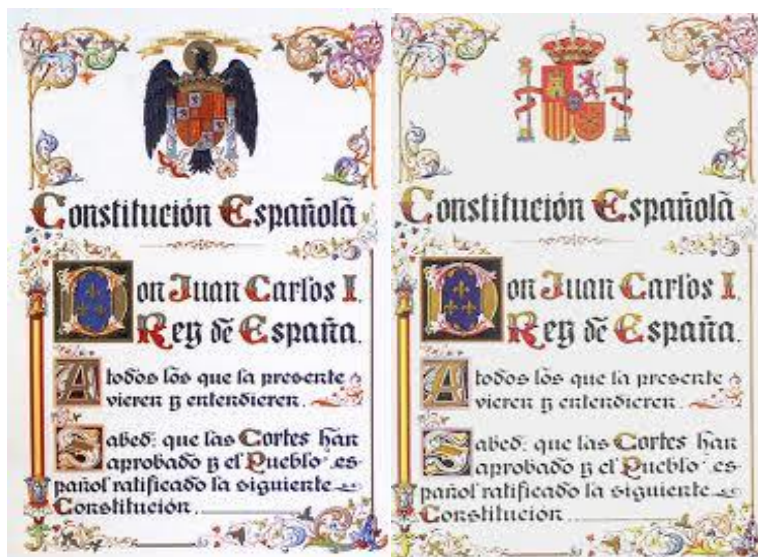 Constitución Española
Don Juan Carlos I,
Rey de España.
A todos los que la presente
vieren y entendieren.
Sabed: que las Cortes han
aprobado y el Pueblo es-
pañol ratificado la siguiente
Constitución.
Constitución Española
Don Juan Carlos I,
Rey de España.
A todos los que la presente
vieren y entendieren.
Sabed: que las Cortes han
aprobado y el Pueblo es-
pañol ratificado la siguiente
Constitución.